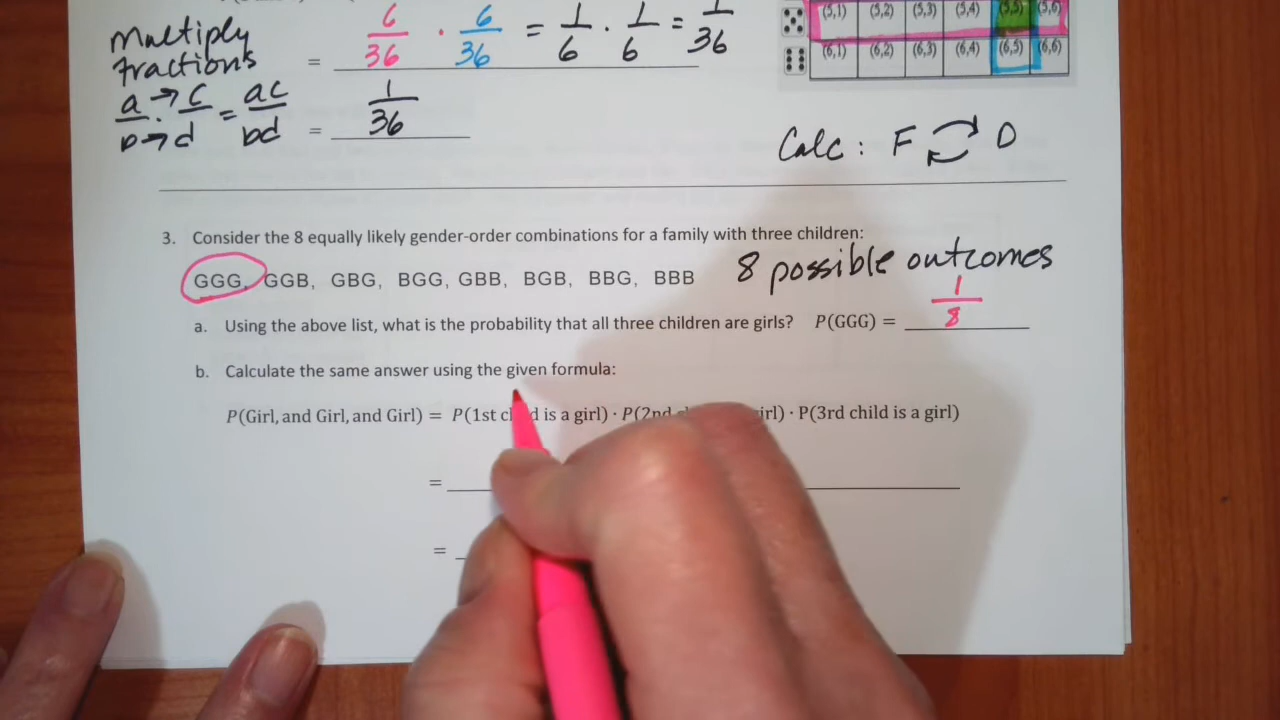 multiply
fractions
a → c = ac
b → d bd
6/36 · 6/36 = 1/6 · 1/6 = 1/36
=
= 1/36
(5,1) (5,2) (5,3) (5,4) (5,5) (5,6)
(6,1) (6,2) (6,3) (6,4) (6,5) (6,6)
Calc : F D
3. Consider the 8 equally likely gender-order combinations for a family with three children:
GGG, GGB, GBG, BGG, GBB, BGB, BBG, BBB
8 possible outcomes
a. Using the above list, what is the probability that all three children are girls? P(GGG) = 1/8
b. Calculate the same answer using the given formula:
P(Girl, and Girl, and Girl) = P(1st child is a girl) · P(2nd girl) · P(3rd child is a girl)
=
=